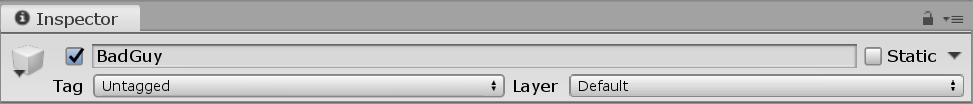 Inspector
BadGuy Static
Tag Untagged Layer Default